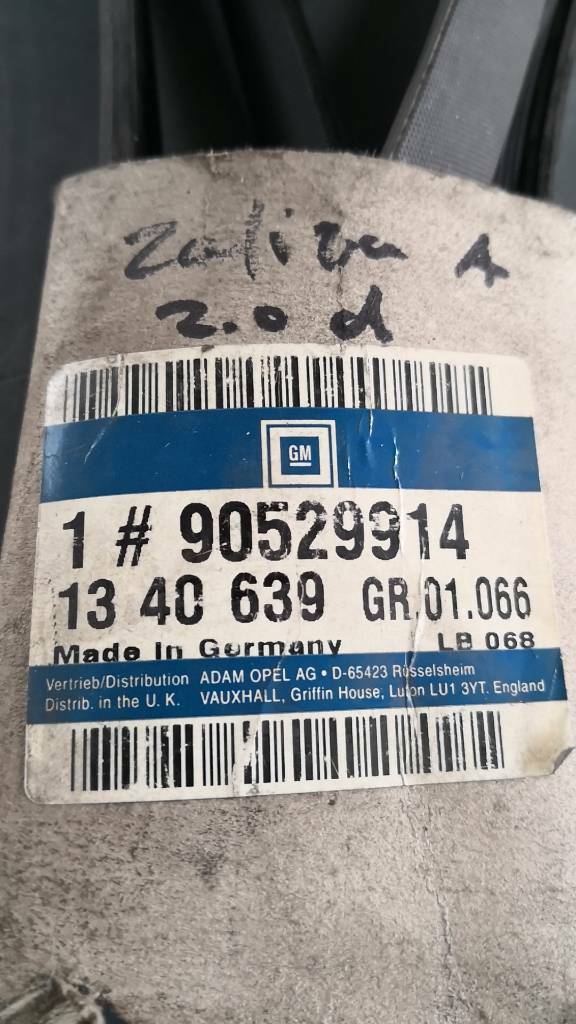 Zafira A
2.0 d
GM
1 # 90529914
13 40 639 GR.01.066
Made In Germany LB 068
Vertrieb/Distribution ADAM OPEL AG • D-65423 Rüsselsheim
Distrib. in the U. K. VAUXHALL, Griffin House, Luton LU1 3YT. England